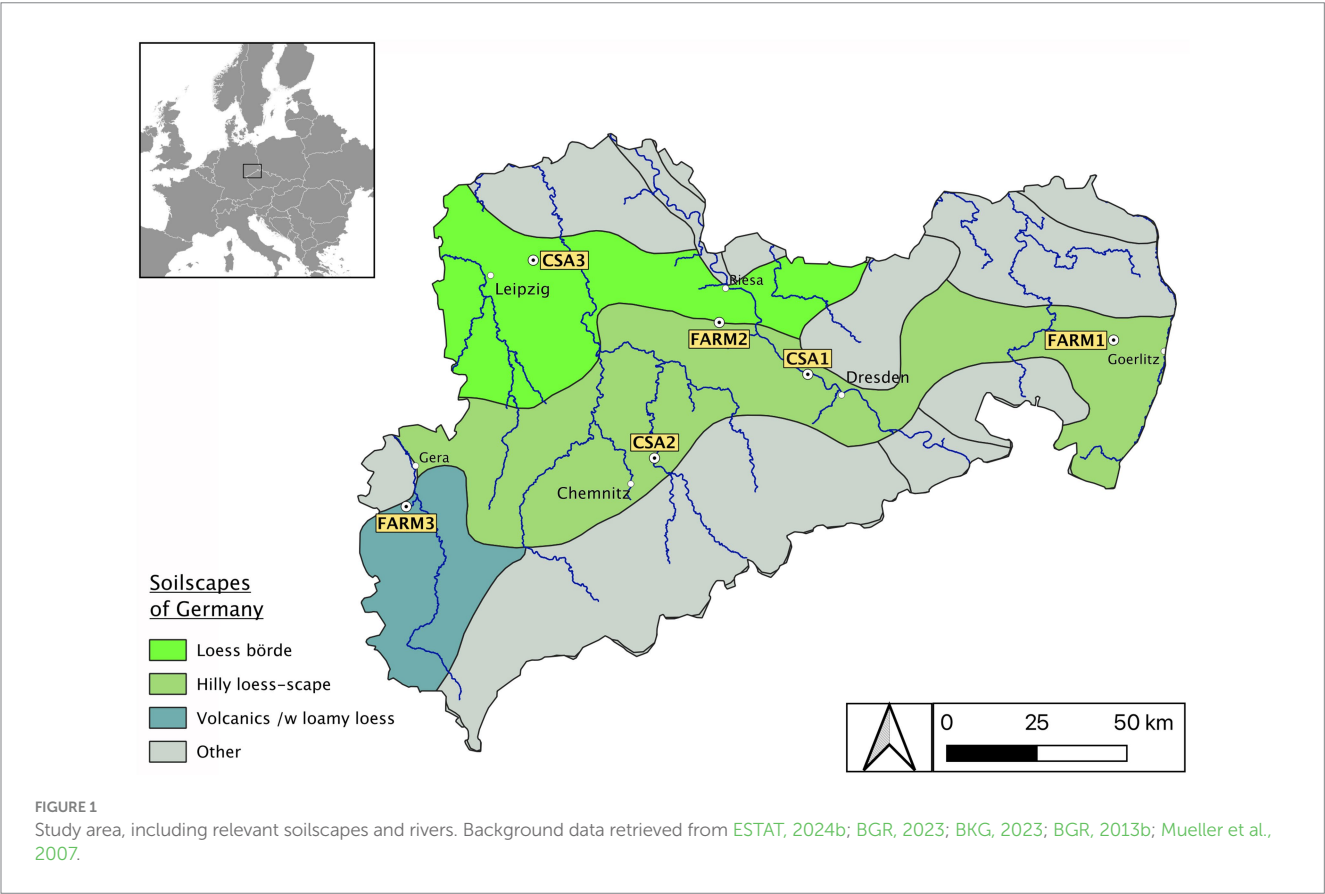 CSA3
Leipzig
Riesa
FARM2
CSA1
Dresden
FARM1
Goerlitz
CSA2
Gera
Chemnitz
FARM3
Soilscapes
of Germany
Loess börde
Hilly loess-scape
Volcanics /w loamy loess
Other
0 25 50 km
FIGURE 1
Study area, including relevant soilscapes and rivers. Background data retrieved from ESTAT, 2024b; BGR, 2023; BKG, 2023; BGR, 2013b; Mueller et al.,
2007.